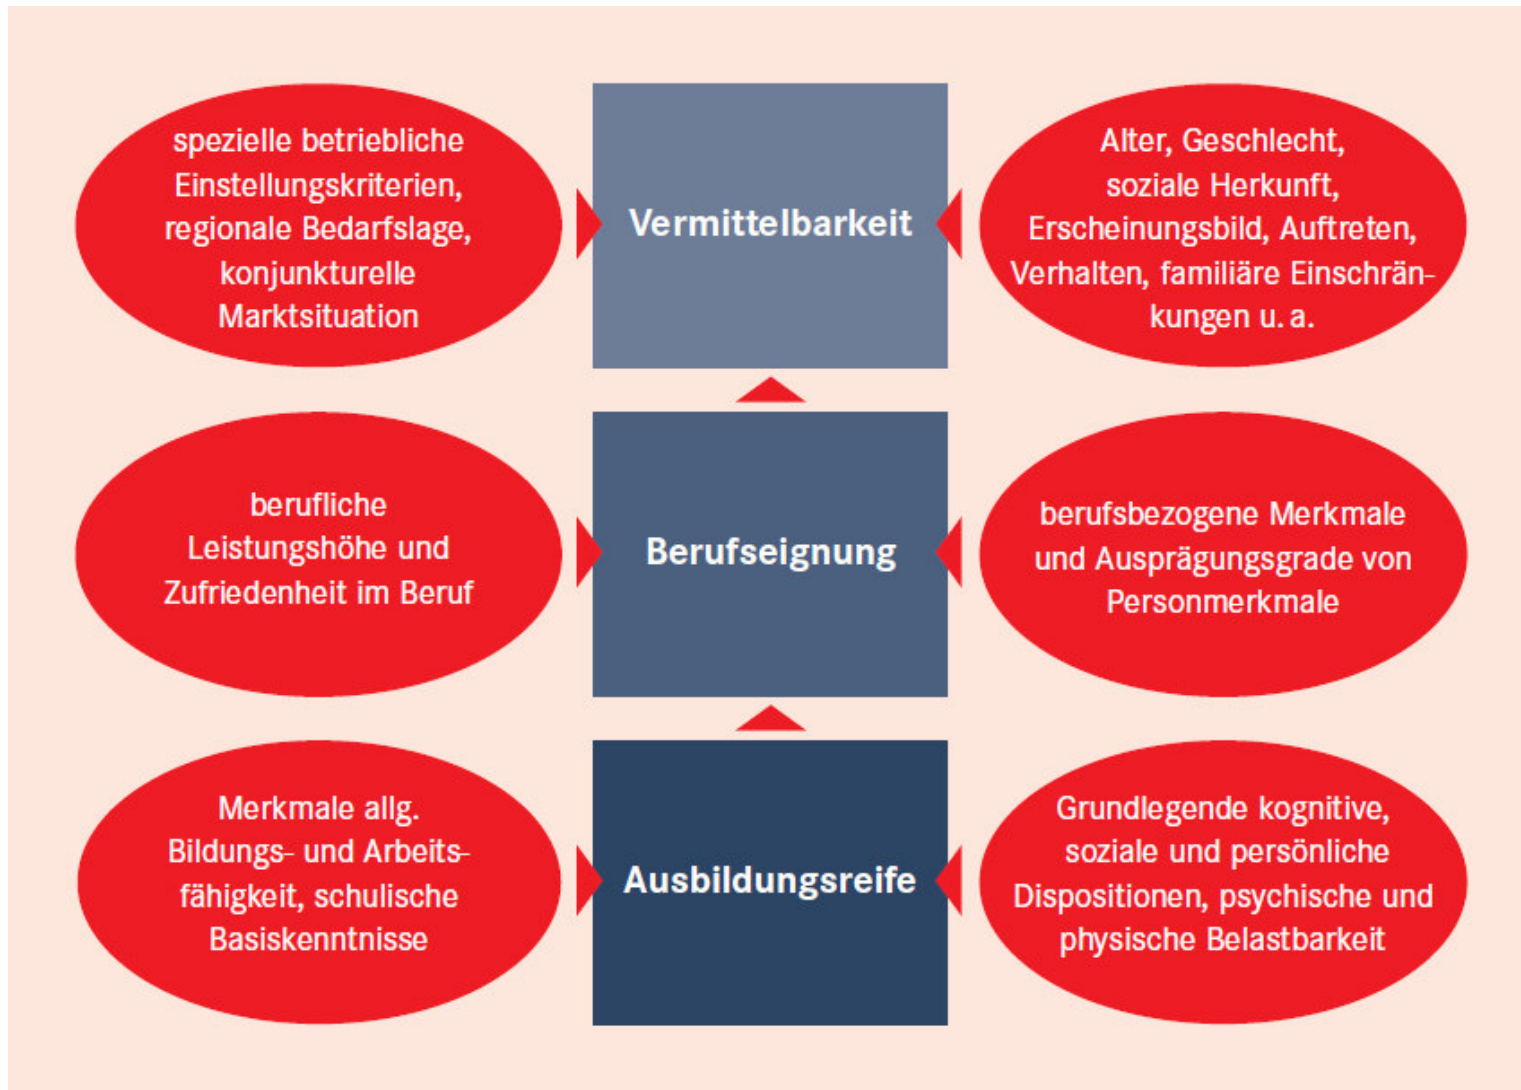 spezielle betriebliche
Einstellungskriterien,
regionale Bedarfslage,
konjunkturelle
Marktsituation
Vermittelbarkeit
Alter, Geschlecht,
soziale Herkunft,
Erscheinungsbild, Auftreten,
Verhalten, familiäre Einschrän-
kungen u. a.
berufliche
Leistungshöhe und
Zufriedenheit im Beruf
Berufseignung
berufsbezogene Merkmale
und Ausprägungsgrade von
Personmerkmale
Merkmale allg.
Bildungs- und Arbeits-
fähigkeit, schulische
Basiskenntnisse
Ausbildungsreife
Grundlegende kognitive,
soziale und persönliche
Dispositionen, psychische und
physische Belastbarkeit